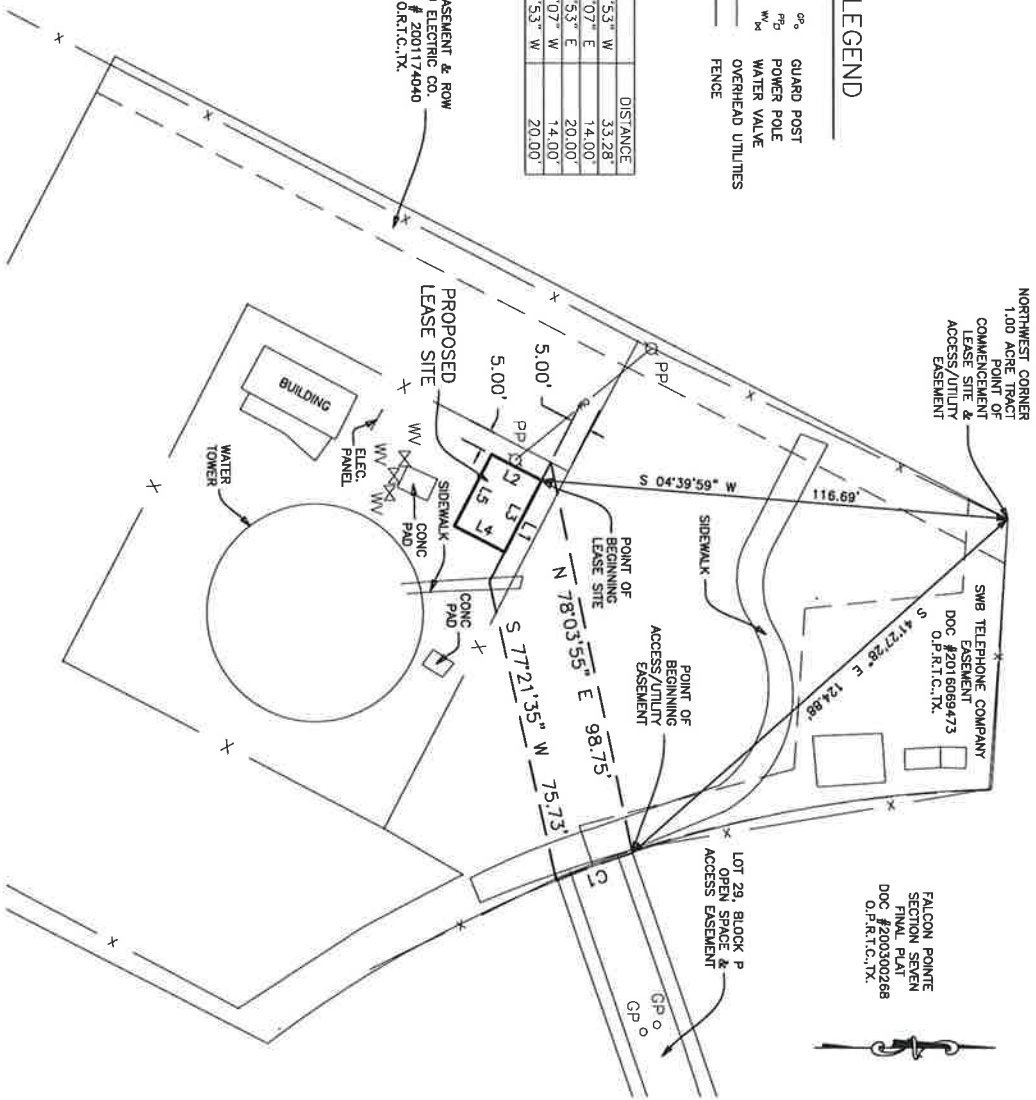 LEGEND
GP GUARD POST
PP POWER POLE
WV WATER VALVE
OVERHEAD UTILITIES
FENCE
DISTANCE
'53" W 33.28'
'07" E 14.00'
'53" E 20.00'
'07" W 14.00'
'53" W 20.00'
ASEMENT & ROW
ELECTRIC CO.
# 2001174040
O.R.T.C.,TX.
NORTHWEST CORNER
1.00 ACRE TRACT
POINT OF
COMMENCEMENT
LEASE SITE &
ACCESS/UTILITY
EASEMENT
SWB TELEPHONE COMPANY
EASEMENT
DOC #2016069473
O.P.R.T.C.,TX.
FALCON POINTE
SECTION SEVEN
FINAL PLAT
DOC #200300268
O.P.R.T.C.,TX.
S 04°39'59" W
116.69'
S 41°27'28" E 124.88'
SIDEWALK
PP
POINT OF
BEGINNING
LEASE SITE
POINT OF
BEGINNING
ACCESS/UTILITY
EASEMENT
LOT 29, BLOCK P
OPEN SPACE &
ACCESS EASEMENT
N 78°03'55" E 98.75'
S 77°21'35" W 75.73'
C1
GP
GP
5.00'
5.00'
PP
L1
L2
L3
L4
L5
PROPOSED
LEASE SITE
BUILDING
ELEC.
PANEL
WV
WV
WV
CONC
PAD
SIDEWALK
CONC
PAD
WATER
TOWER